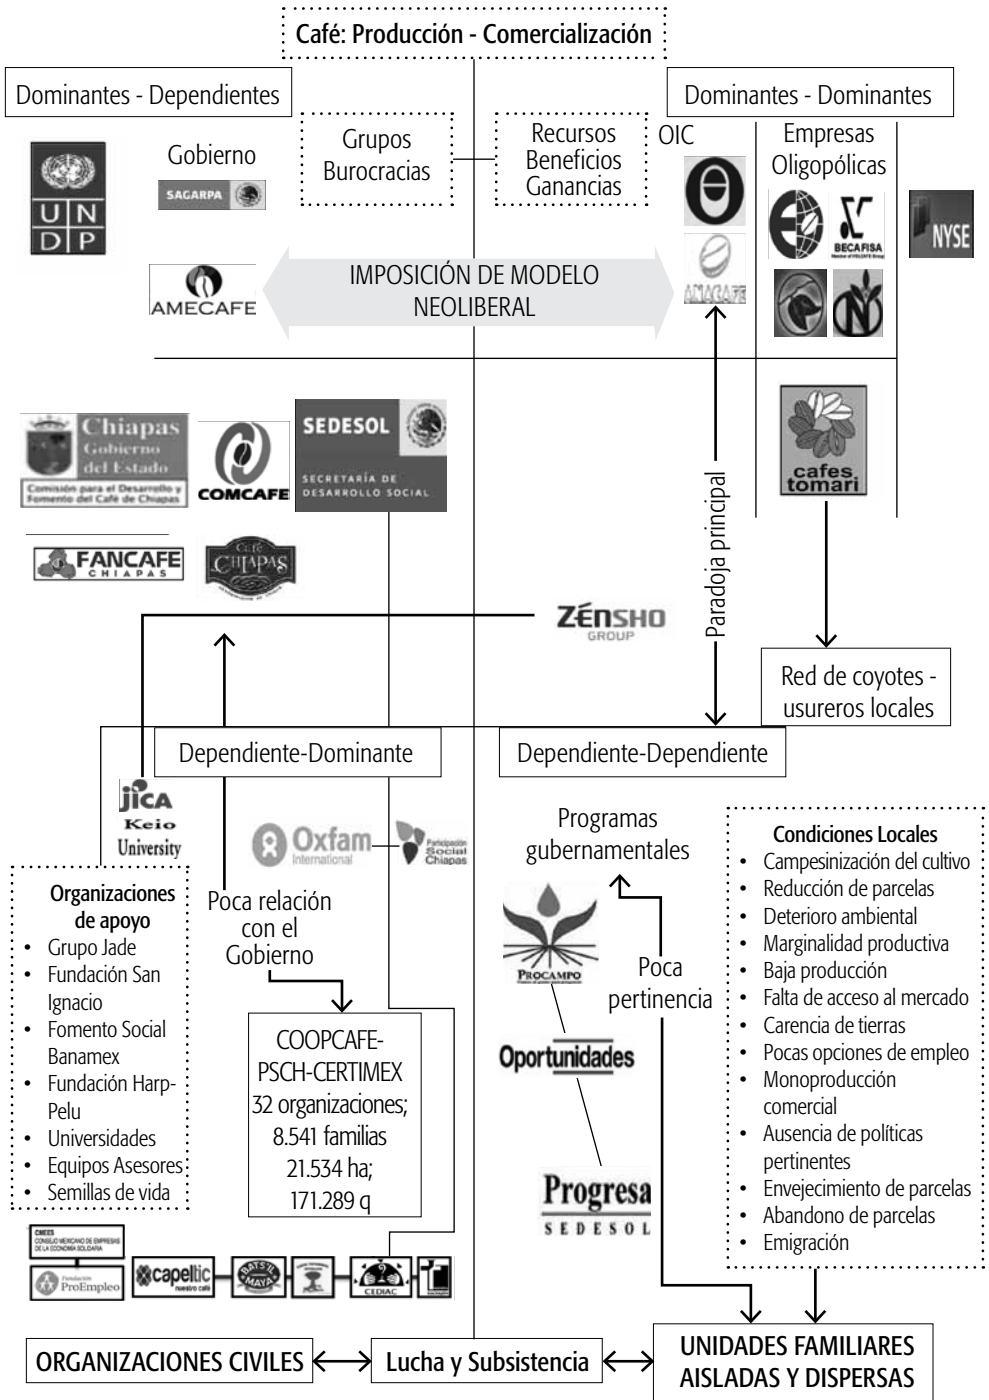 Café: Producción - Comercialización
Dominantes - Dependientes
Dominantes - Dominantes
Grupos
Burocracias
Recursos
Beneficios
Ganancias
OIC
Empresas
Oligopólicas
Gobierno
SAGARPA
UN
DP
BECAFISA
NYSE
AMECAFE
IMPOSICIÓN DE MODELO
NEOLIBERAL
ANACAFE
Chiapas
Gobierno
del Estado
Comisión para el Desarrollo y
Fomento del Café de Chiapas
COMCAFE
SEDESOL
SECRETARÍA DE
DESARROLLO SOCIAL
cafes
tomari
FANCAFE
CHIAPAS
Café
CHIAPAS
Paradoja principal
ZÉNSHO
GROUP
Red de coyotes -
usureros locales
Dependiente-Dominante
Dependiente-Dependiente
jica
Keio
University
Oxfam
International
Participación
Social
Chiapas
Programas
gubernamentales
Organizaciones
de apoyo
• Grupo Jade
• Fundación San
Ignacio
• Fomento Social
Banamex
• Fundación Harp-
Pelu
• Universidades
• Equipos Asesores
• Semillas de vida
Poca relación
con el
Gobierno
COOPCAFE-
PSCH-CERTIMEX
32 organizaciones;
8.541 familias
21.534 ha;
171.289 q
PROCAMPO
Poca
pertinencia
Oportunidades
Progresa
SEDESOL
Condiciones Locales
• Campesinización del cultivo
• Reducción de parcelas
• Deterioro ambiental
• Marginalidad productiva
• Baja producción
• Falta de acceso al mercado
• Carencia de tierras
• Pocas opciones de empleo
• Monoproducción
comercial
• Ausencia de políticas
pertinentes
• Envejecimiento de parcelas
• Abandono de parcelas
• Emigración
CMEES
CONSEJO MEXICANO DE EMPRESAS
DE LA ECONOMÍA SOLIDARIA
Fundación
ProEmpleo
capeltic
nuestro café
BATS'IL
MAYA
CEDIAC
ORGANIZACIONES CIVILES
Lucha y Subsistencia
UNIDADES FAMILIARES
AISLADAS Y DISPERSAS